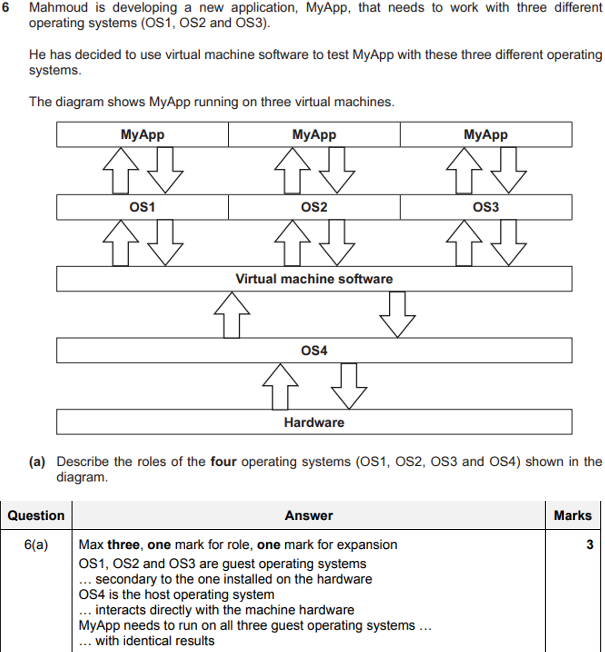 6 Mahmoud is developing a new application, MyApp, that needs to work with three different
operating systems (OS1, OS2 and OS3).
He has decided to use virtual machine software to test MyApp with these three different operating
systems.
The diagram shows MyApp running on three virtual machines.
MyApp MyApp MyApp
OS1 OS2 OS3
Virtual machine software
OS4
Hardware
(a) Describe the roles of the four operating systems (OS1, OS2, OS3 and OS4) shown in the
diagram.
Question Answer Marks
6(a) Max three, one mark for role, one mark for expansion 3
OS1, OS2 and OS3 are guest operating systems
… secondary to the one installed on the hardware
OS4 is the host operating system
… interacts directly with the machine hardware
MyApp needs to run on all three guest operating systems …
… with identical results